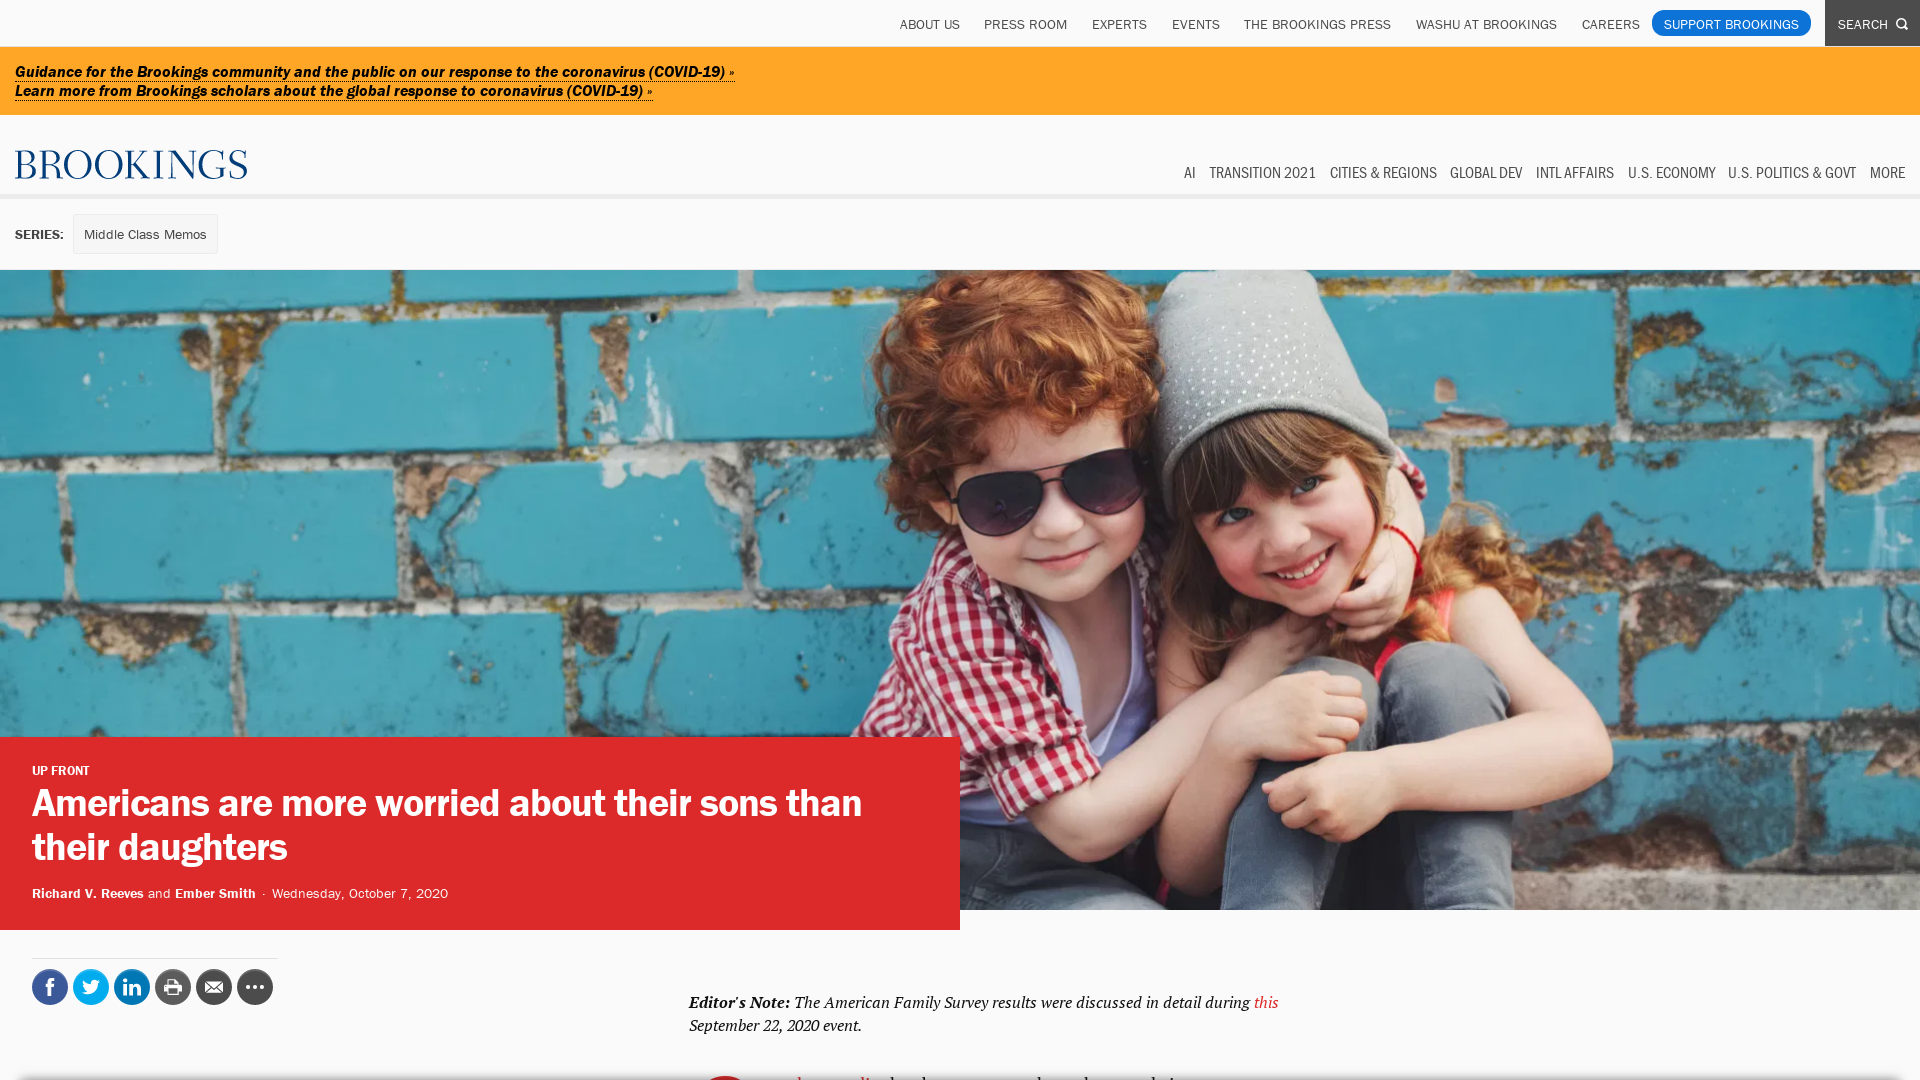 ABOUT US PRESS ROOM EXPERTS EVENTS THE BROOKINGS PRESS WASHU AT BROOKINGS CAREERS SUPPORT BROOKINGS SEARCH
Guidance for the Brookings community and the public on our response to the coronavirus (COVID-19) »
Learn more from Brookings scholars about the global response to coronavirus (COVID-19) »
BROOKINGS
AI TRANSITION 2021 CITIES & REGIONS GLOBAL DEV INTL AFFAIRS U.S. ECONOMY U.S. POLITICS & GOVT MORE
SERIES: Middle Class Memos
UP FRONT
Americans are more worried about their sons than
their daughters
Richard V. Reeves and Ember Smith · Wednesday, October 7, 2020
Editor's Note: The American Family Survey results were discussed in detail during this
September 22, 2020 event.